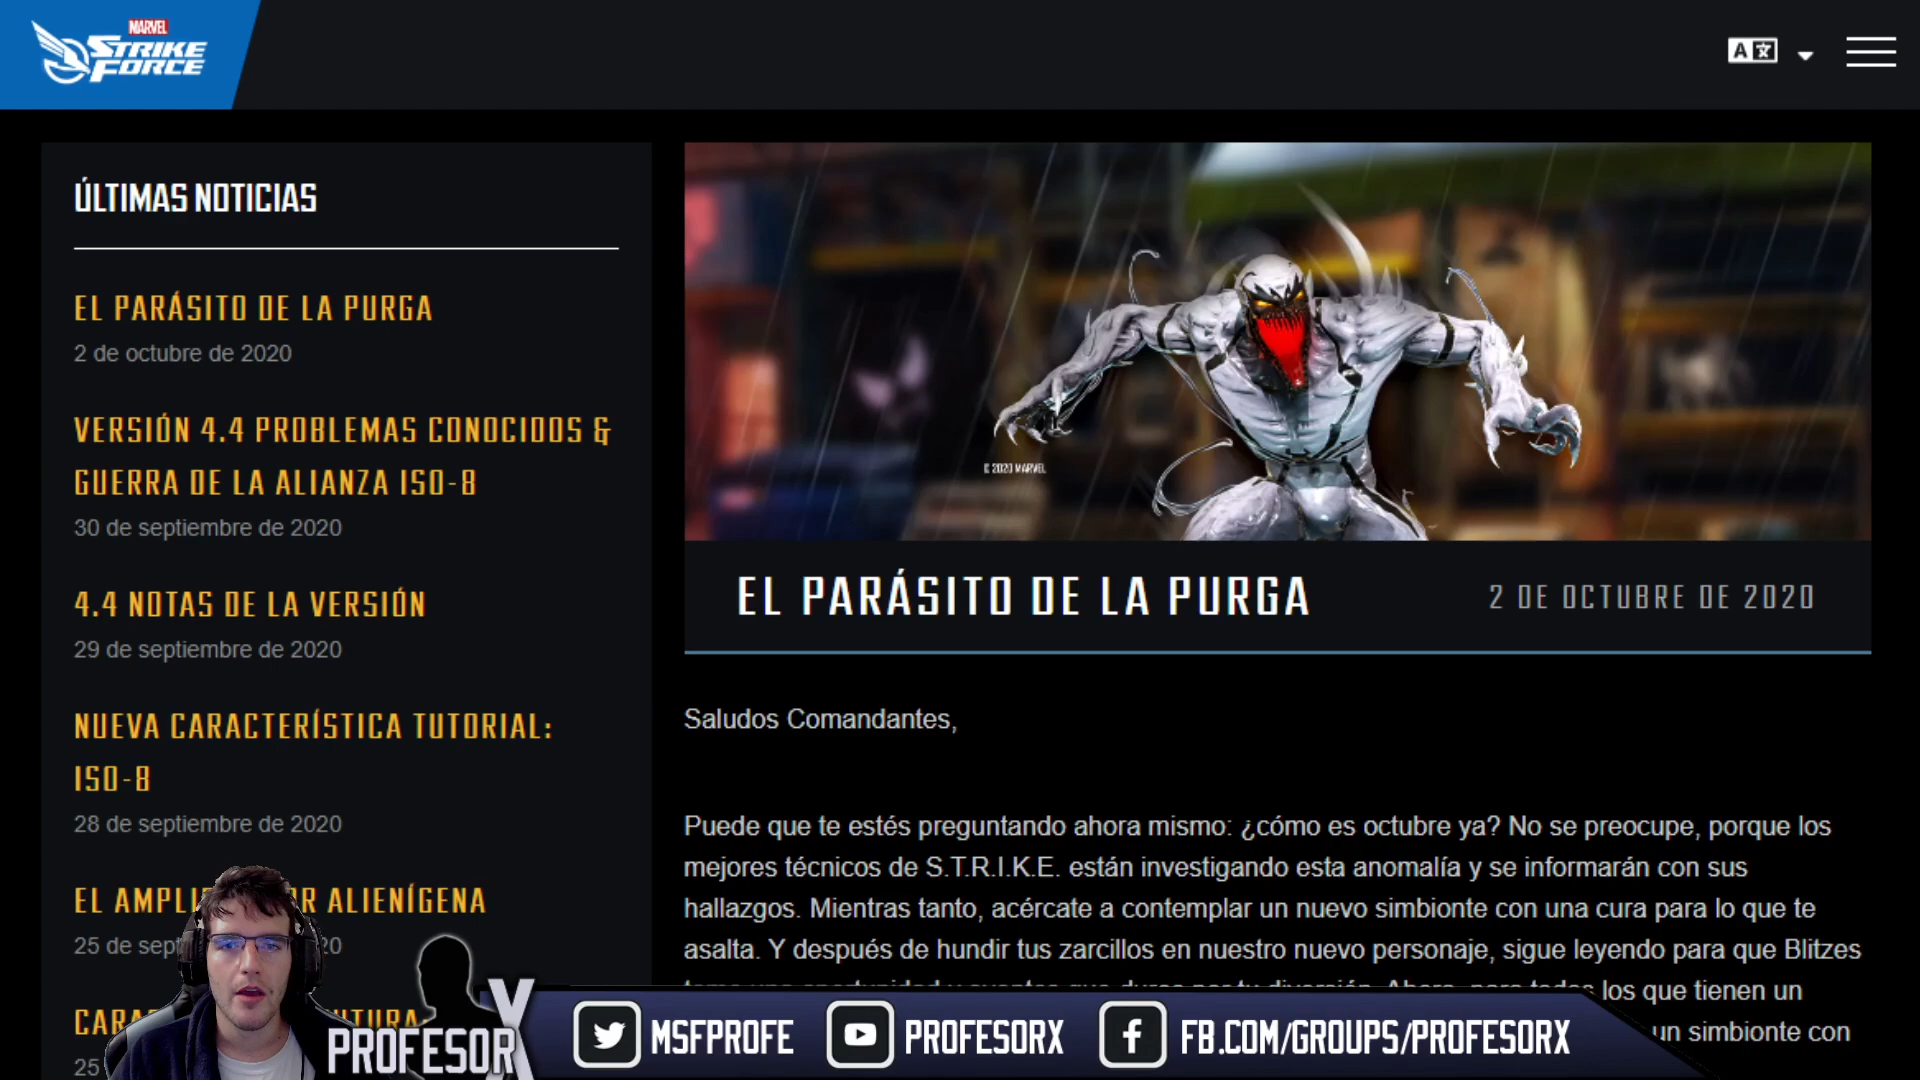 MARVEL
STRIKE
FORCE
A
ÚLTIMAS NOTICIAS
EL PARÁSITO DE LA PURGA
2 de octubre de 2020
VERSIÓN 4.4 PROBLEMAS CONOCIDOS &
GUERRA DE LA ALIANZA ISO-8
30 de septiembre de 2020
4.4 NOTAS DE LA VERSIÓN
29 de septiembre de 2020
NUEVA CARACTERÍSTICA TUTORIAL:
ISO-8
28 de septiembre de 2020
EL ALIENÍGENA
25 de
25
© 2020 MARVEL
EL PARÁSITO DE LA PURGA
2 DE OCTUBRE DE 2020
Saludos Comandantes,
Puede que te estés preguntando ahora mismo: ¿cómo es octubre ya? No se preocupe, porque los
mejores técnicos de S.T.R.I.K.E. están investigando esta anomalía y se informarán con sus
hallazgos. Mientras tanto, acércate a contemplar un nuevo simbionte con una cura para lo que te
asalta. Y después de hundir tus zarcillos en nuestro nuevo personaje, sigue leyendo para que Blitzes
los que tienen un
un simbionte con
PROFESOR X
MSFPROFE
PROFESORX
FB.COM/GROUPS/PROFESORX